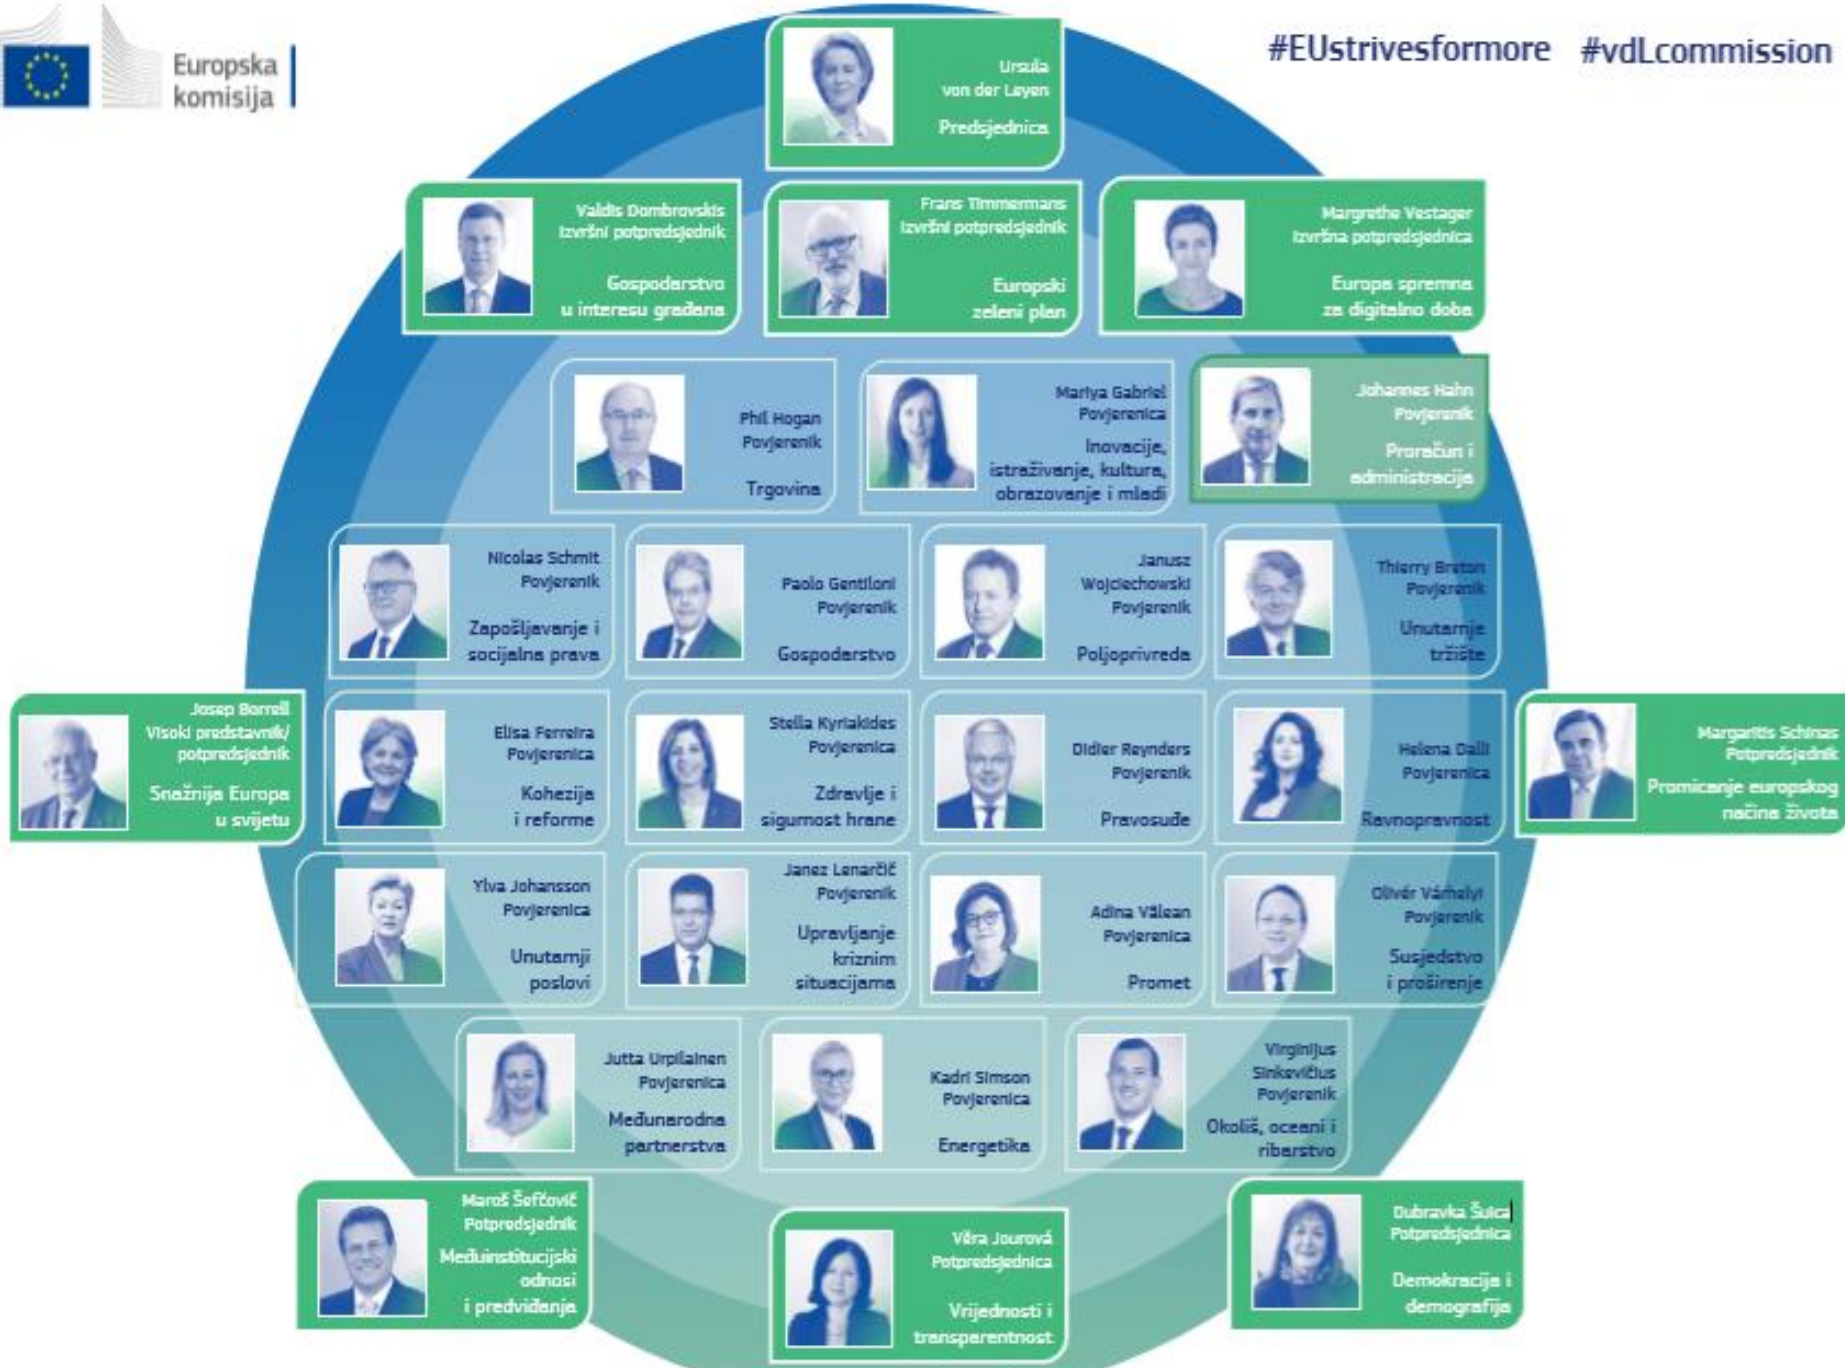 Europska
komisija
#EUstrivesformore #vdLcommission
Ursula
von der Leyen
Predsjednica
Valdis Dombrovskis
Izvršni potpredsjednik
Gospodarstvo
u interesu građana
Frans Timmermans
Izvršni potpredsjednik
Europski
zeleni plan
Margrethe Vestager
Izvršna potpredsjednica
Europa spremna
za digitalno doba
Phil Hogan
Povjerenik
Trgovina
Mariya Gabriel
Povjerenica
Inovacije,
istraživanje, kultura,
obrazovanje i mladi
Johannes Hahn
Povjerenik
Proračun i
administracija
Nicolas Schmit
Povjerenik
Zapošljavanje i
socijalna prava
Paolo Gentiloni
Povjerenik
Gospodarstvo
Janusz
Wojciechowski
Povjerenik
Poljoprivreda
Thierry Breton
Povjerenik
Unutarnje
tržište
Josep Borrell
Visoki predstavnik/
potpredsjednik
Snažnija Europa
u svijetu
Elisa Ferreira
Povjerenica
Kohezija
i reforme
Stella Kyriakides
Povjerenica
Zdravlje i
sigurnost hrane
Didier Reynders
Povjerenik
Pravosuđe
Helena Dalli
Povjerenica
Ravnopravnost
Margaritis Schinas
Potpredsjednik
Promicanje europskog
načina života
Ylva Johansson
Povjerenica
Unutarnji
poslovi
Janez Lenarčič
Povjerenik
Upravljanje
kriznim
situacijama
Adina Vălean
Povjerenica
Promet
Olivér Várhelyi
Povjerenik
Susjedstvo
i proširenje
Jutta Urpilainen
Povjerenica
Međunarodna
partnerstva
Kadri Simson
Povjerenica
Energetika
Virginijus
Sinkevičius
Povjerenik
Okoliš, oceani i
ribarstvo
Maroš Šefčovič
Potpredsjednik
Međuinstitucijski
odnosi
i predviđanja
Věra Jourová
Potpredsjednica
Vrijednosti i
transparentnost
Dubravka Šuica
Potpredsjednica
Demokracija i
demografija